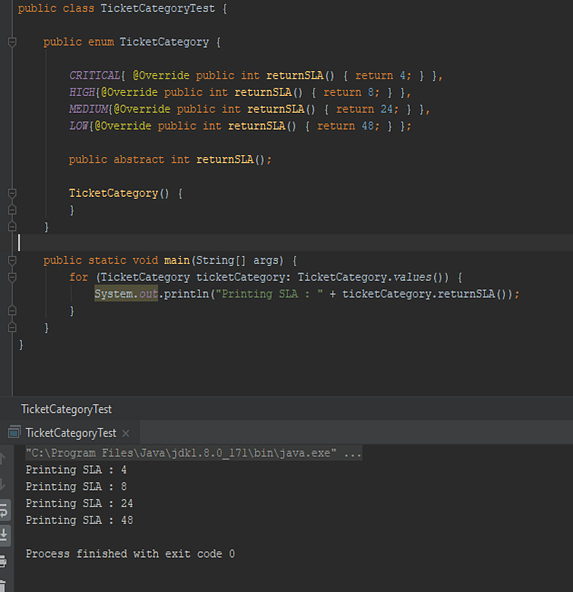 public class TicketCategoryTest {
public enum TicketCategory {
CRITICAL{ @Override public int returnSLA() { return 4; } },
HIGH{@Override public int returnSLA() { return 8; } },
MEDIUM{@Override public int returnSLA() { return 24; } },
LOW{@Override public int returnSLA() { return 48; } };
public abstract int returnSLA();
TicketCategory() {
}
}
public static void main(String[] args) {
for (TicketCategory ticketCategory: TicketCategory.values()) {
System.out.println("Printing SLA : " + ticketCategory.returnSLA());
}
}
}
TicketCategoryTest
TicketCategoryTest ×
"C:\Program Files\Java\jdk1.8.0_171\bin\java.exe" ...
Printing SLA : 4
Printing SLA : 8
Printing SLA : 24
Printing SLA : 48
Process finished with exit code 0